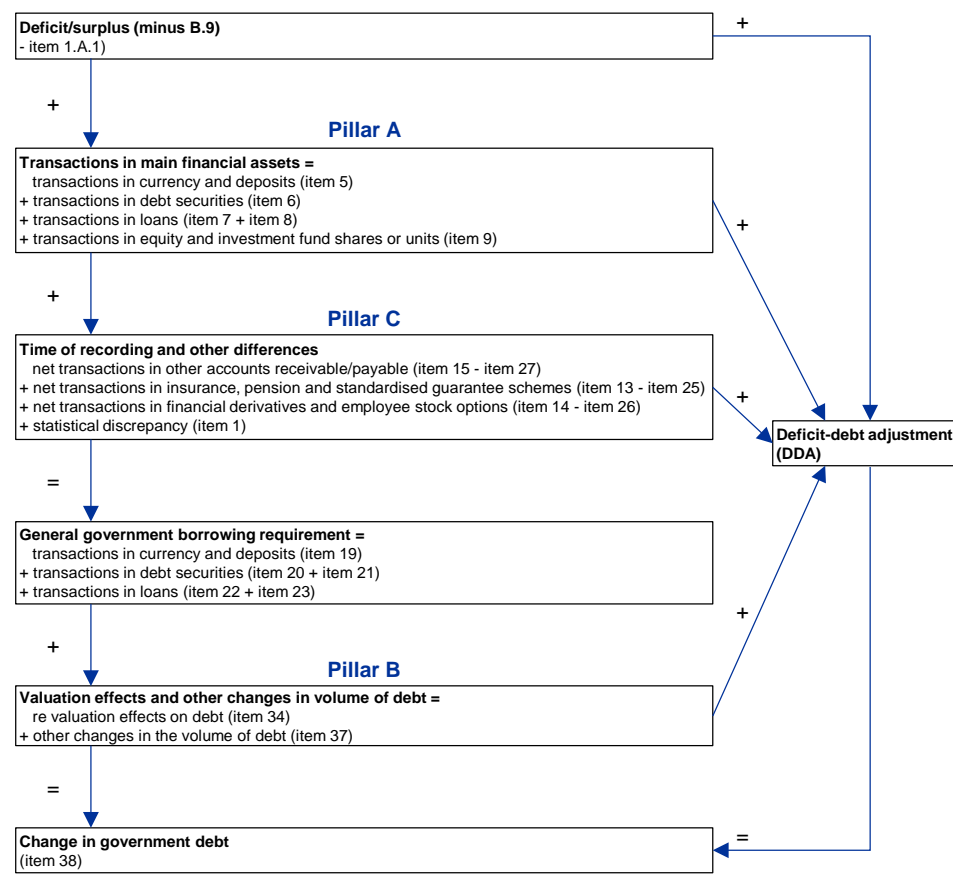 Deficit/surplus (minus B.9)
- item 1.A.1)
+
+
Pillar A
Transactions in main financial assets =
transactions in currency and deposits (item 5)
+ transactions in debt securities (item 6)
+ transactions in loans (item 7 + item 8)
+ transactions in equity and investment fund shares or units (item 9)
+
+
Pillar C
Time of recording and other differences
net transactions in other accounts receivable/payable (item 15 - item 27)
+ net transactions in insurance, pension and standardised guarantee schemes (item 13 - item 25)
+ net transactions in financial derivatives and employee stock options (item 14 - item 26)
+ statistical discrepancy (item 1)
+
Deficit-debt adjustment
(DDA)
=
General government borrowing requirement =
transactions in currency and deposits (item 19)
+ transactions in debt securities (item 20 + item 21)
+ transactions in loans (item 22 + item 23)
+
+
Pillar B
Valuation effects and other changes in volume of debt =
re valuation effects on debt (item 34)
+ other changes in the volume of debt (item 37)
=
Change in government debt
(item 38)
=